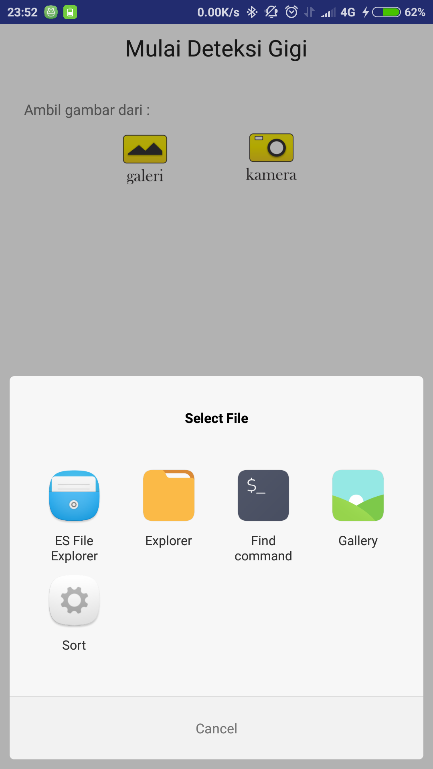 23:52 0.00K/s 4G 62%
Mulai Deteksi Gigi
Ambil gambar dari :
galeri kamera
Select File
$_
ES File Explorer
Explorer
Find command
Gallery
Sort
Cancel